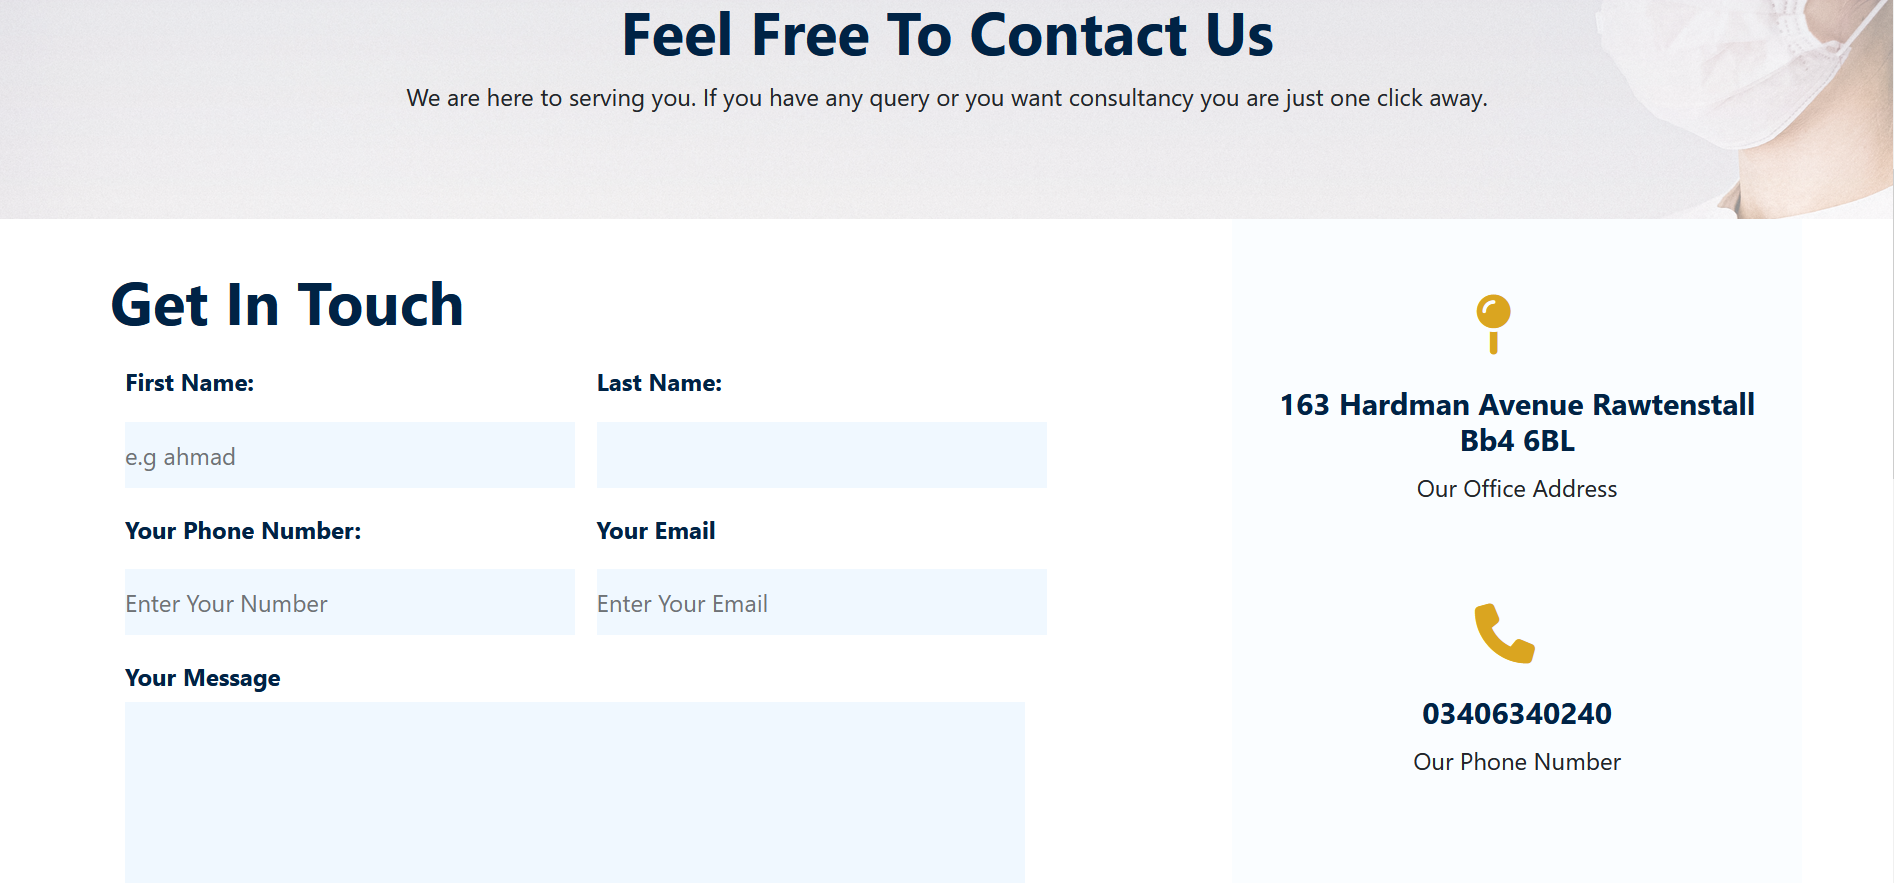 Feel Free To Contact Us
We are here to serving you. If you have any query or you want consultancy you are just one click away.
Get In Touch
First Name:
Last Name:
e.g ahmad
Your Phone Number:
Your Email
Enter Your Number
Enter Your Email
Your Message
163 Hardman Avenue Rawtenstall
Bb4 6BL
Our Office Address
03406340240
Our Phone Number